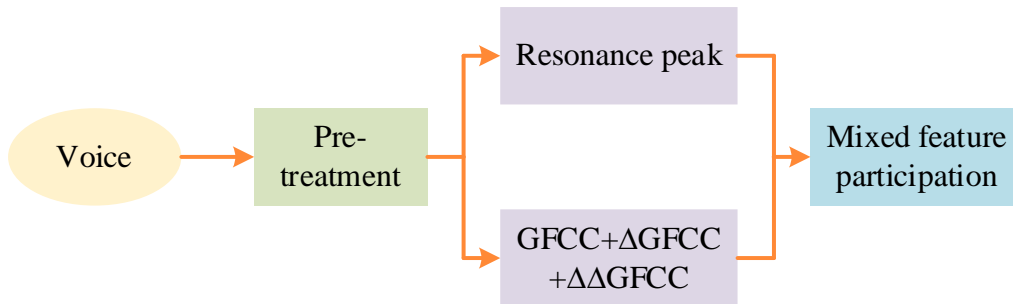 Voice
Pre-
treatment
Resonance peak
GFCC+ΔGFCC
+ΔΔGFCC
Mixed feature
participation